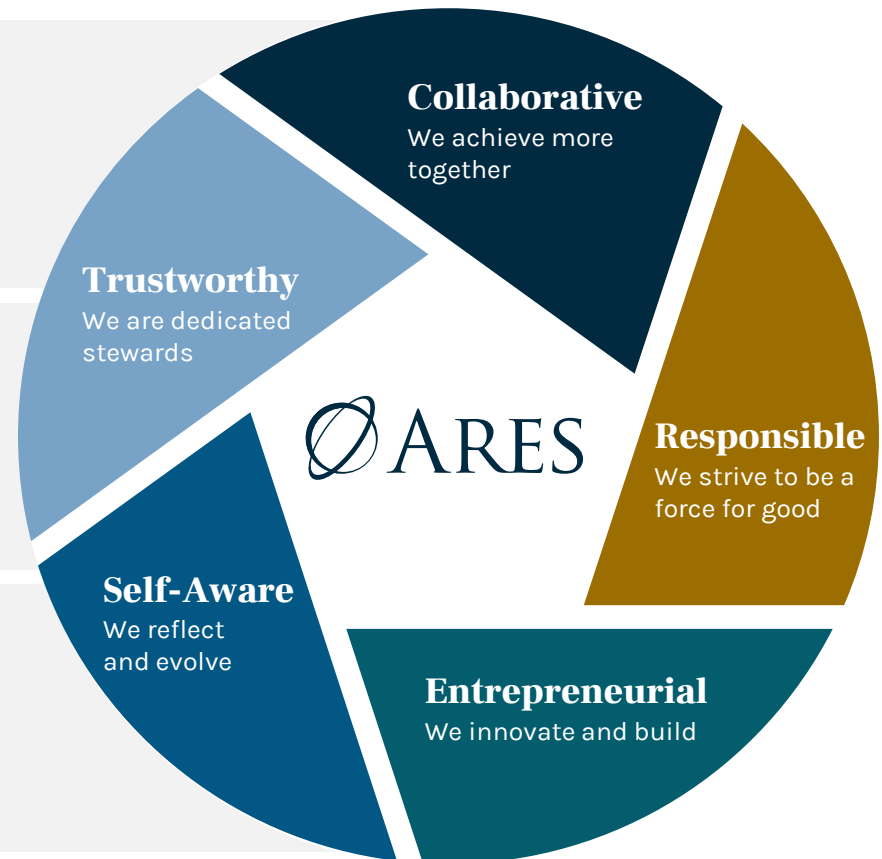 Collaborative
We achieve more
together
Trustworthy
We are dedicated
stewards
ARES
Responsible
We strive to be a
force for good
Self-Aware
We reflect
and evolve
Entrepreneurial
We innovate and build